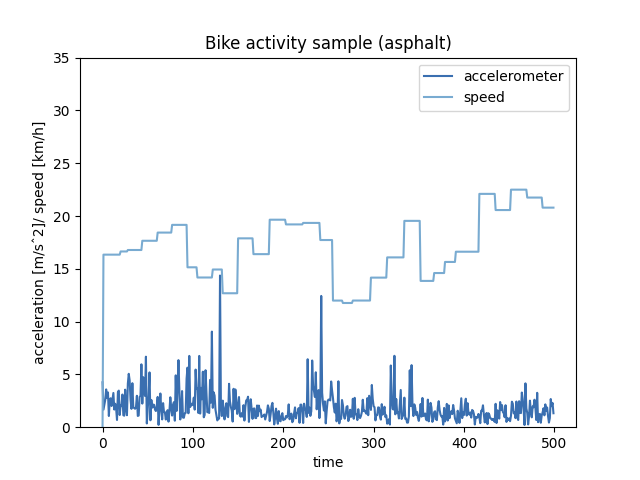 Bike activity sample (asphalt)
accelerometer
speed
35
30
25
20
15
10
5
0
acceleration [m/s^2]/ speed [km/h]
0 100 200 300 400 500
time